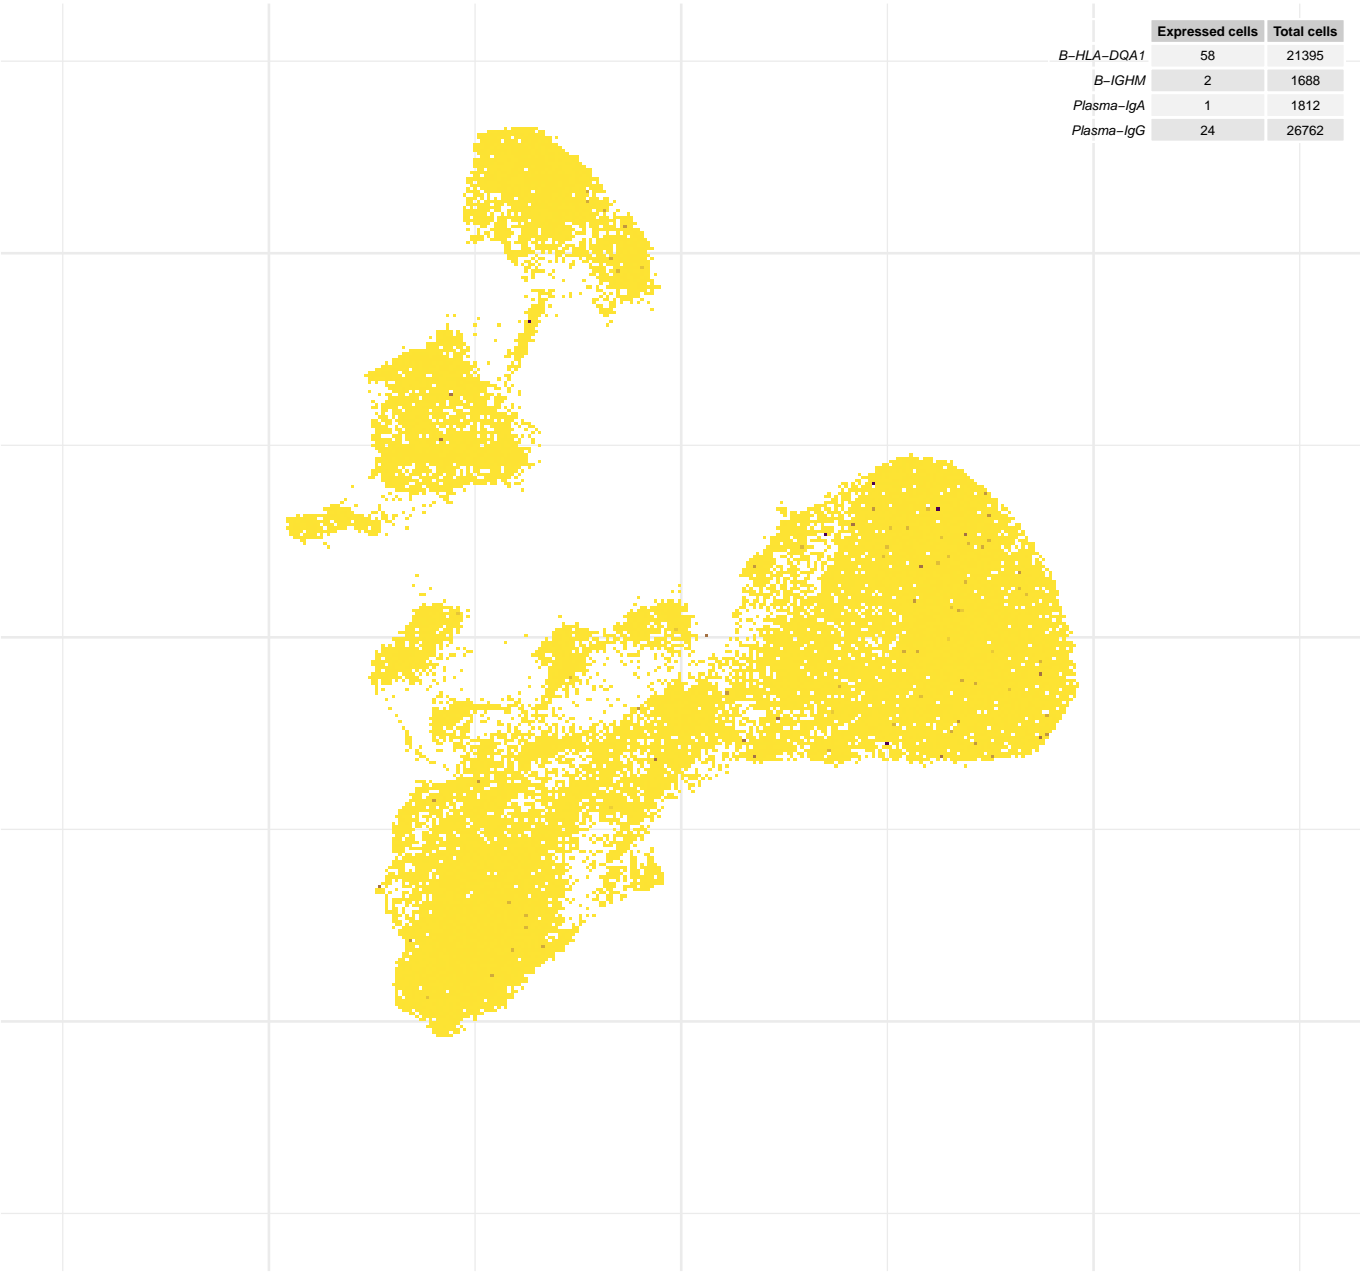 Expressed cells Total cells
B−HLA−DQA1 58 21395
B−IGHM 2 1688
Plasma−IgA 1 1812
Plasma−IgG 24 26762